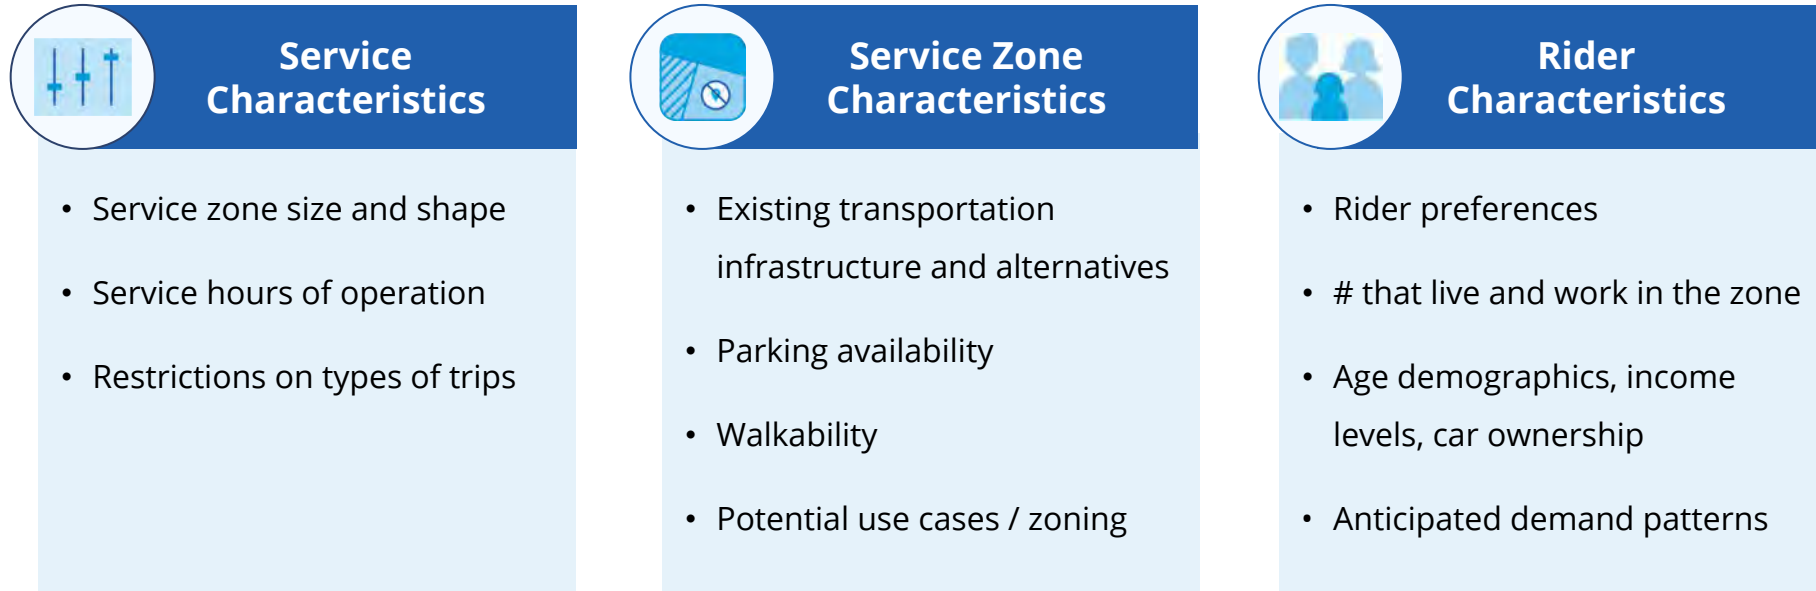 Service
Characteristics
• Service zone size and shape
• Service hours of operation
• Restrictions on types of trips
Service Zone
Characteristics
• Existing transportation
infrastructure and alternatives
• Parking availability
• Walkability
• Potential use cases / zoning
Rider
Characteristics
• Rider preferences
• # that live and work in the zone
• Age demographics, income
levels, car ownership
• Anticipated demand patterns